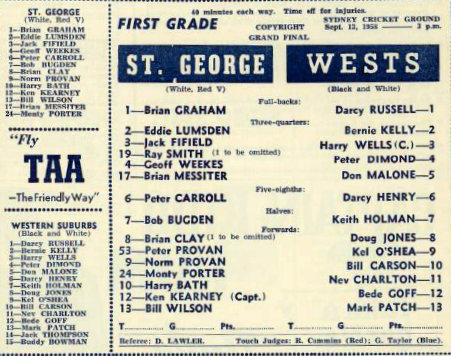 ST. GEORGE
(White, Red V)
1—Brian GRAHAM
2—Eddie LUMSDEN
3—Jack FIFIELD
4—Geoff WEEKES
6—Peter CARROLL
7—Bob BUGDEN
8—Brian CLAY
9—Norm PROVAN
10—Harry BATH
12—Ken KEARNEY
13—Bill WILSON
17—Brian MESSITER
24—Monty PORTER
"Fly
TAA
—The Friendly Way"
WESTERN SUBURBS
(Black and White)
1—Darcy RUSSELL
2—Bernie KELLY
3—Harry WELLS
4—Peter DIMOND
5—Don MALONE
6—Darcy HENRY
7—Keith HOLMAN
8—Doug JONES
9—Kel O'SHEA
10—Bill CARSON
11—Nev CHARLTON
12—Bede GOFF
13—Mark PATCH
14—Jack THOMPSON
15—Buddy BOWMAN
40 minutes each way. Time off for injuries.
FIRST GRADE
COPYRIGHT
GRAND FINAL
SYDNEY CRICKET GROUND
Sept. 13, 1958 — 3 p.m.
ST. GEORGE WESTS
(White, Red V) (Black and White)
Full-backs:
1—Brian GRAHAM Darcy RUSSELL—1
Three-quarters:
2—Eddie LUMSDEN Bernie KELLY—2
3—Jack FIFIELD Harry WELLS (C.)—3
19—Ray SMITH (1 to be omitted)
4—Geoff WEEKES Peter DIMOND—4
17—Brian MESSITER Don MALONE—5
Five-eighths:
6—Peter CARROLL Darcy HENRY—6
Halves:
7—Bob BUGDEN Keith HOLMAN—7
Forwards:
8—Brian CLAY (1 to be omitted) Doug JONES—8
53—Peter PROVAN Kel O'SHEA—9
9—Norm PROVAN Bill CARSON—10
24—Monty PORTER Nev CHARLTON—11
10—Harry BATH Bede GOFF—12
12—Ken KEARNEY (Capt.) Mark PATCH—13
13—Bill WILSON
T............ G............ Pts............ T............ G............ Pts............
Referee: D. LAWLER. Touch Judges: R. Cummins (Red); G. Taylor (Blue).